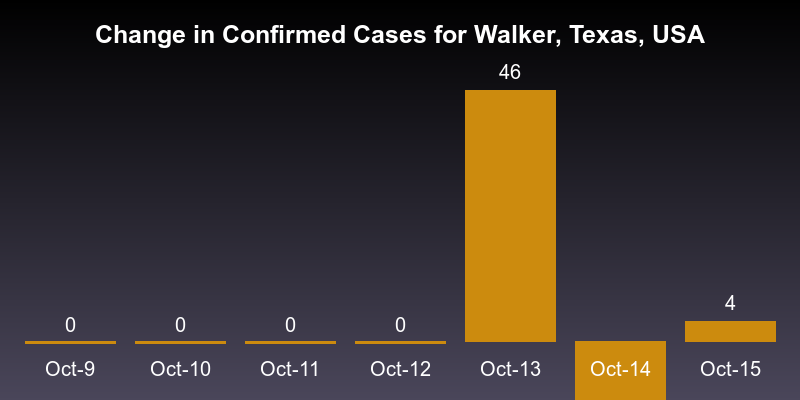 Change in Confirmed Cases for Walker, Texas, USA
46
0 0 0 0 4
Oct-9 Oct-10 Oct-11 Oct-12 Oct-13 Oct-14 Oct-15